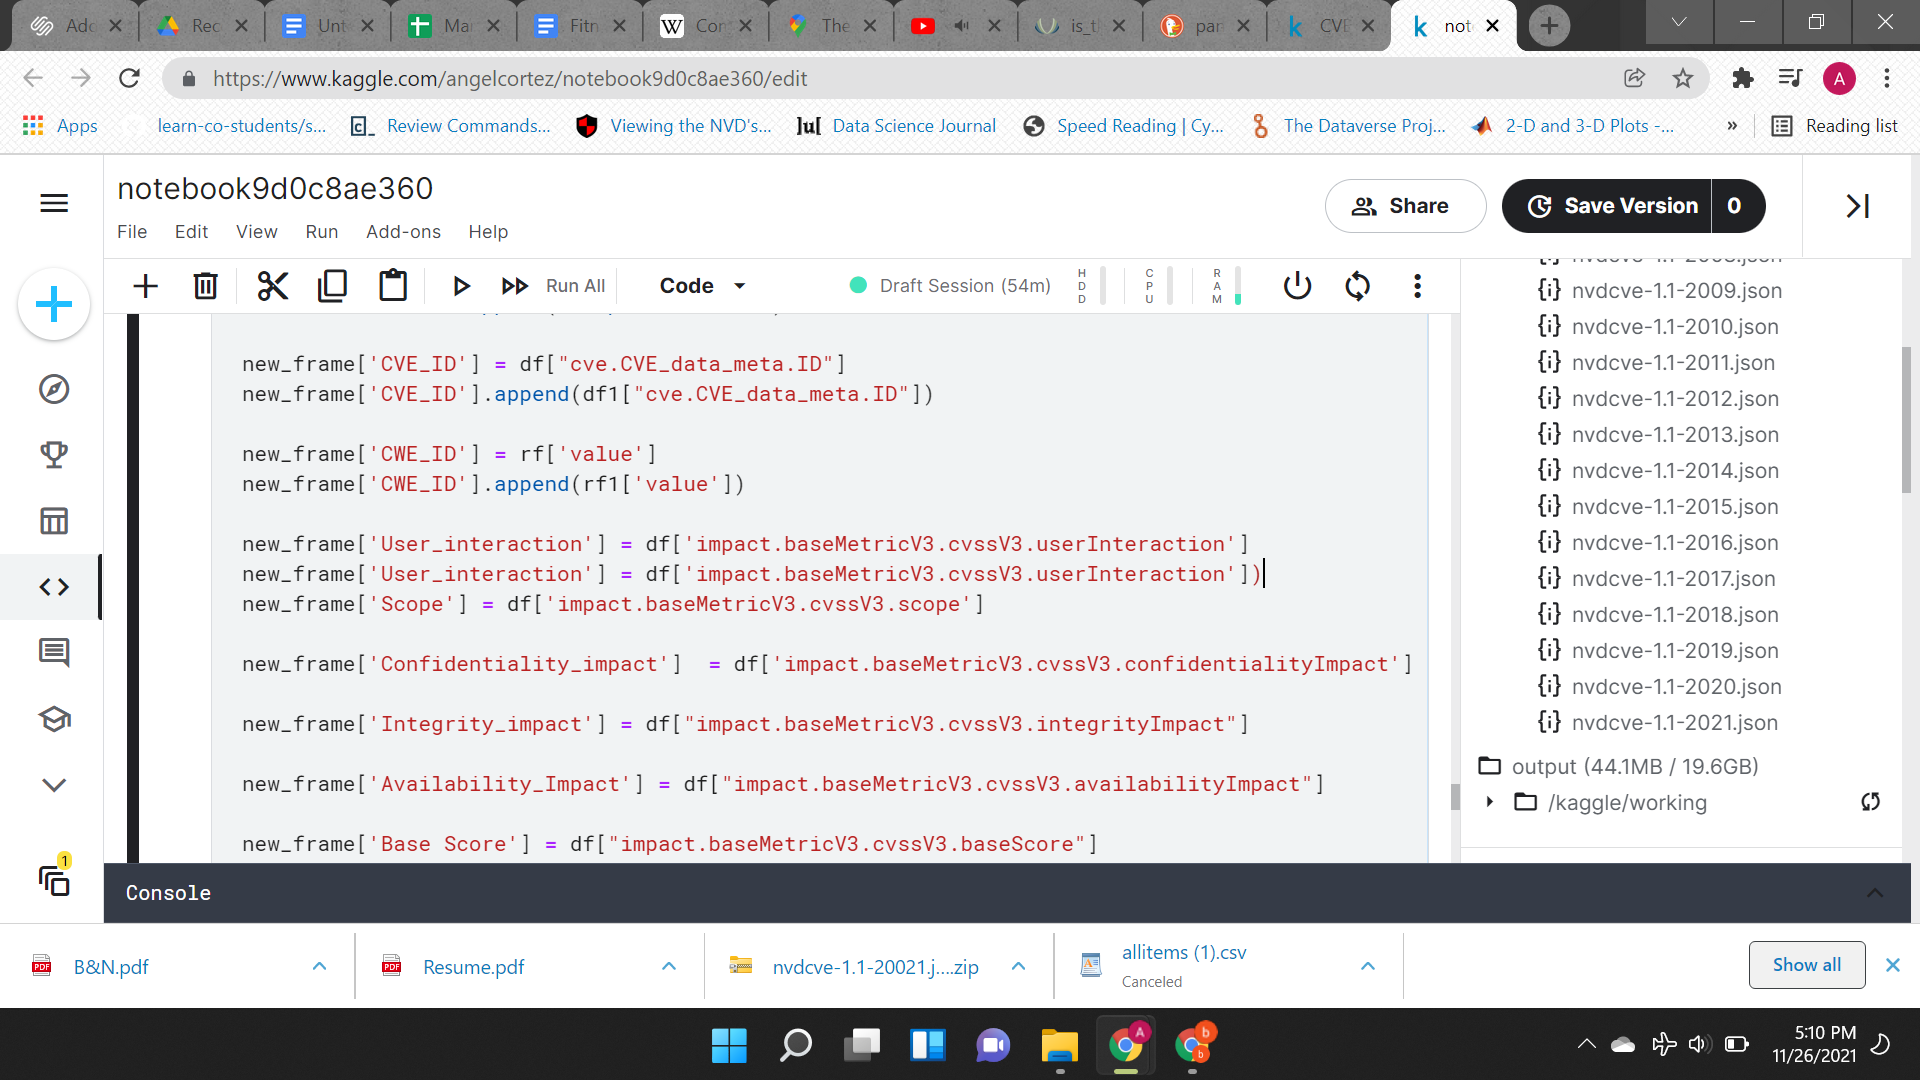 Add
Rec
Unt
Mar
Fitn
W Con
The
is_tl
par
k CVE
k not
https://www.kaggle.com/angelcortez/notebook9d0c8ae360/edit
A
Apps
learn-co-students/s...
Review Commands...
Viewing the NVD's...
Data Science Journal
Speed Reading | Cy...
The Dataverse Proj...
2-D and 3-D Plots -...
»
Reading list
notebook9d0c8ae360
Share
Save Version
0
File Edit View Run Add-ons Help
Run All
Code
Draft Session (54m)
HDD
CPU
RAM
new_frame['CVE_ID'] = df["cve.CVE_data_meta.ID"]
new_frame['CVE_ID'].append(df1["cve.CVE_data_meta.ID"])
new_frame['CWE_ID'] = rf['value']
new_frame['CWE_ID'].append(rf1['value'])
new_frame['User_interaction'] = df['impact.baseMetricV3.cvssV3.userInteraction']
new_frame['User_interaction'] = df['impact.baseMetricV3.cvssV3.userInteraction'])
new_frame['Scope'] = df['impact.baseMetricV3.cvssV3.scope']
new_frame['Confidentiality_impact']  = df['impact.baseMetricV3.cvssV3.confidentialityImpact']
new_frame['Integrity_impact'] = df["impact.baseMetricV3.cvssV3.integrityImpact"]
new_frame['Availability_Impact'] = df["impact.baseMetricV3.cvssV3.availabilityImpact"]
new_frame['Base Score'] = df["impact.baseMetricV3.cvssV3.baseScore"]
nvdcve-1.1-2009.json
nvdcve-1.1-2010.json
nvdcve-1.1-2011.json
nvdcve-1.1-2012.json
nvdcve-1.1-2013.json
nvdcve-1.1-2014.json
nvdcve-1.1-2015.json
nvdcve-1.1-2016.json
nvdcve-1.1-2017.json
nvdcve-1.1-2018.json
nvdcve-1.1-2019.json
nvdcve-1.1-2020.json
nvdcve-1.1-2021.json
output (44.1MB / 19.6GB)
/kaggle/working
1
Console
B&N.pdf
Resume.pdf
nvdcve-1.1-20021.j....zip
allitems (1).csv
Canceled
Show all
5:10 PM
11/26/2021